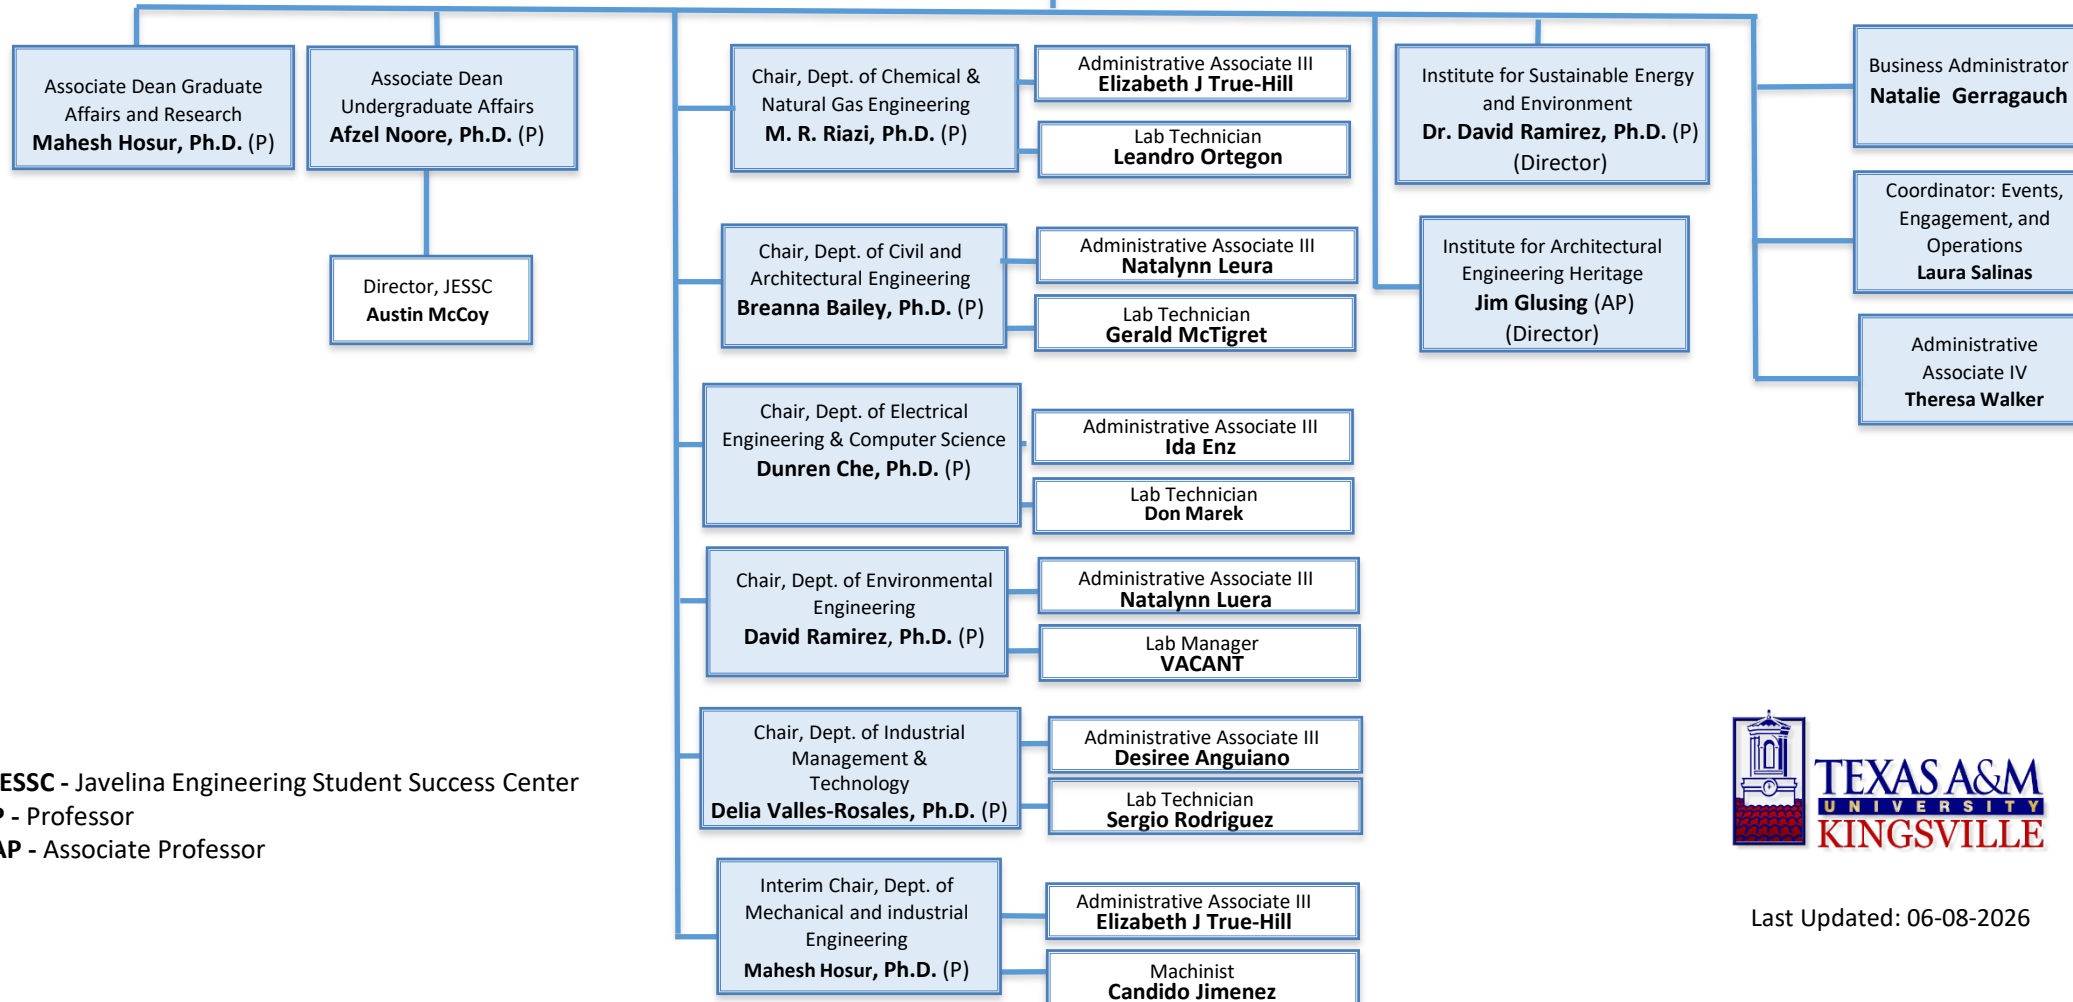 Associate Dean Graduate
Affairs and Research
Mahesh Hosur, Ph.D. (P)
Associate Dean
Undergraduate Affairs
Afzel Noore, Ph.D. (P)
Director, JESSC
Austin McCoy
Chair, Dept. of Chemical &
Natural Gas Engineering
M. R. Riazi, Ph.D. (P)
Administrative Associate III
Elizabeth J True-Hill
Lab Technician
Leandro Ortegon
Chair, Dept. of Civil and
Architectural Engineering
Breanna Bailey, Ph.D. (P)
Administrative Associate III
Natalynn Leura
Lab Technician
Gerald McTigret
Chair, Dept. of Electrical
Engineering & Computer Science
Dunren Che, Ph.D. (P)
Administrative Associate III
Ida Enz
Lab Technician
Don Marek
Chair, Dept. of Environmental
Engineering
David Ramirez, Ph.D. (P)
Administrative Associate III
Natalynn Luera
Lab Manager
VACANT
Chair, Dept. of Industrial
Management &
Technology
Delia Valles-Rosales, Ph.D. (P)
Administrative Associate III
Desiree Anguiano
Lab Technician
Sergio Rodriguez
Interim Chair, Dept. of
Mechanical and industrial
Engineering
Mahesh Hosur, Ph.D. (P)
Administrative Associate III
Elizabeth J True-Hill
Machinist
Candido Jimenez
Institute for Sustainable Energy
and Environment
Dr. David Ramirez, Ph.D. (P)
(Director)
Institute for Architectural
Engineering Heritage
Jim Glusing (AP)
(Director)
Business Administrator
Natalie Gerragauch
Coordinator: Events,
Engagement, and
Operations
Laura Salinas
Administrative
Associate IV
Theresa Walker
ESSC - Javelina Engineering Student Success Center
P - Professor
AP - Associate Professor
TEXAS A&M
UNIVERSITY
KINGSVILLE
Last Updated: 06-08-2026